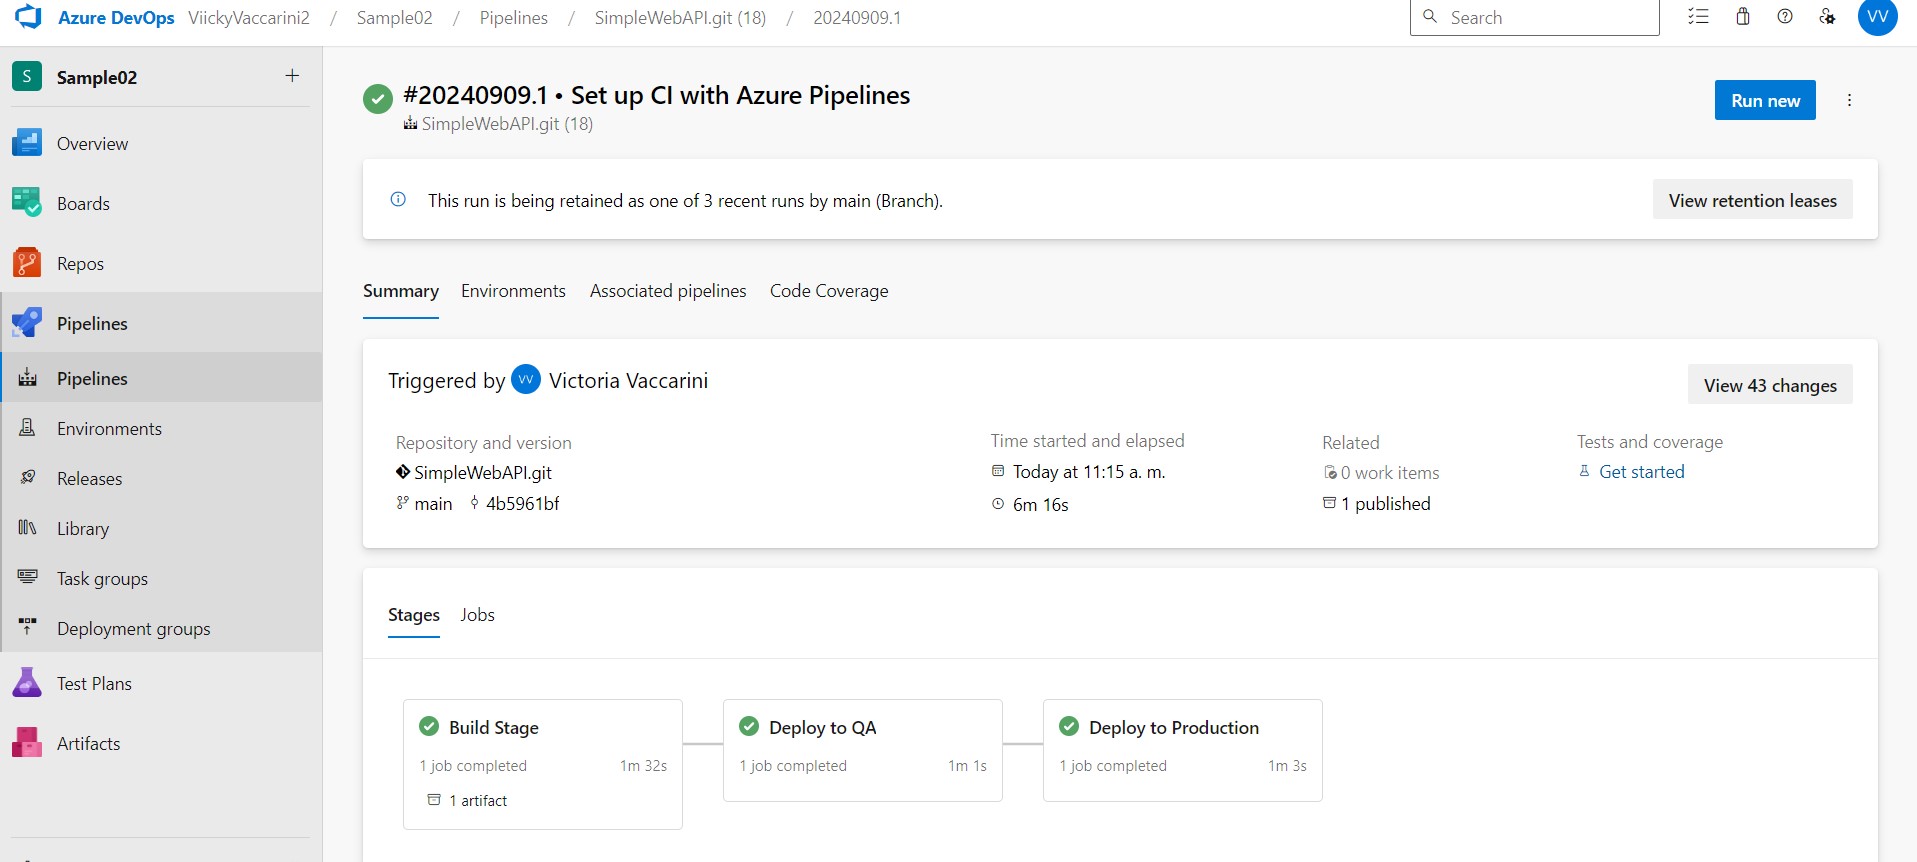 Azure DevOps ViickyVaccarini2 / Sample02 / Pipelines / SimpleWebAPI.git (18) / 20240909.1
Search
VV
S Sample02 +
Overview
Boards
Repos
Pipelines
Pipelines
Environments
Releases
Library
Task groups
Deployment groups
Test Plans
Artifacts
#20240909.1 • Set up CI with Azure Pipelines
SimpleWebAPI.git (18)
Run new
This run is being retained as one of 3 recent runs by main (Branch).
View retention leases
Summary Environments Associated pipelines Code Coverage
Triggered by VV Victoria Vaccarini
View 43 changes
Repository and version
SimpleWebAPI.git
main 4b5961bf
Time started and elapsed
Today at 11:15 a. m.
6m 16s
Related
0 work items
1 published
Tests and coverage
Get started
Stages Jobs
Build Stage
1 job completed 1m 32s
1 artifact
Deploy to QA
1 job completed 1m 1s
Deploy to Production
1 job completed 1m 3s